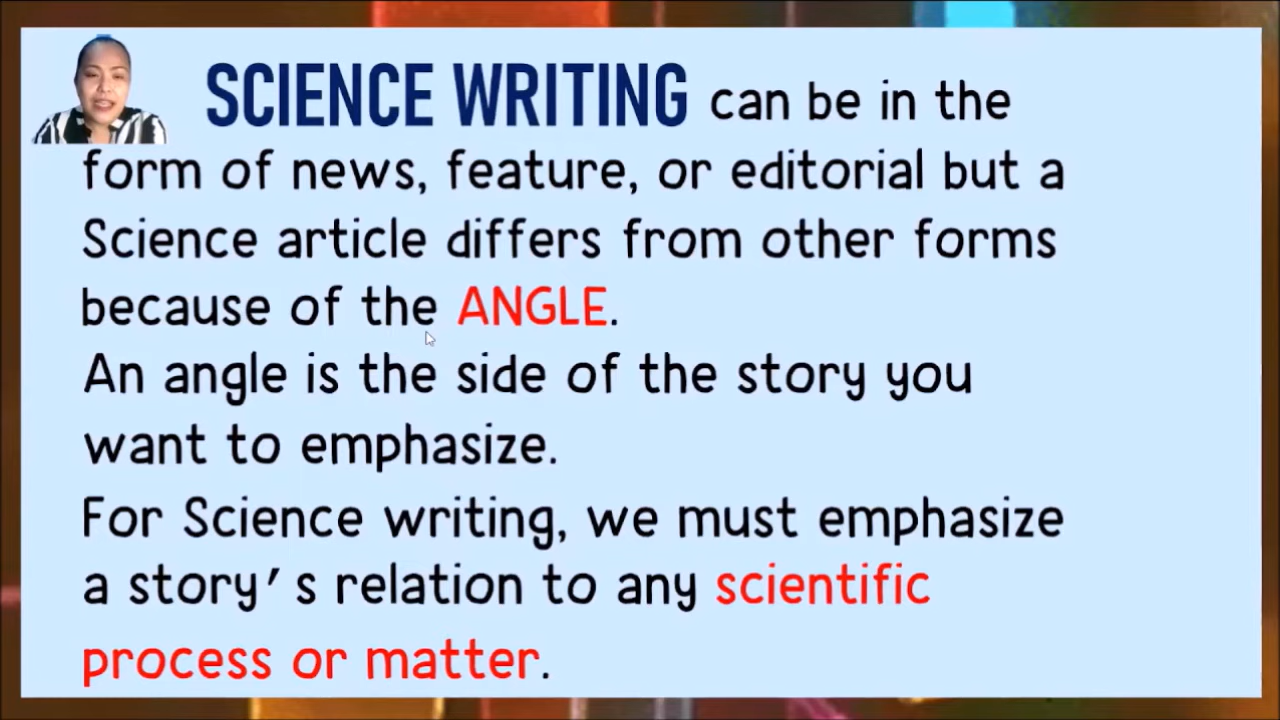 SCIENCE WRITING can be in the
form of news, feature, or editorial but a
Science article differs from other forms
because of the ANGLE.
An angle is the side of the story you
want to emphasize.
For Science writing, we must emphasize
a story's relation to any scientific
process or matter.